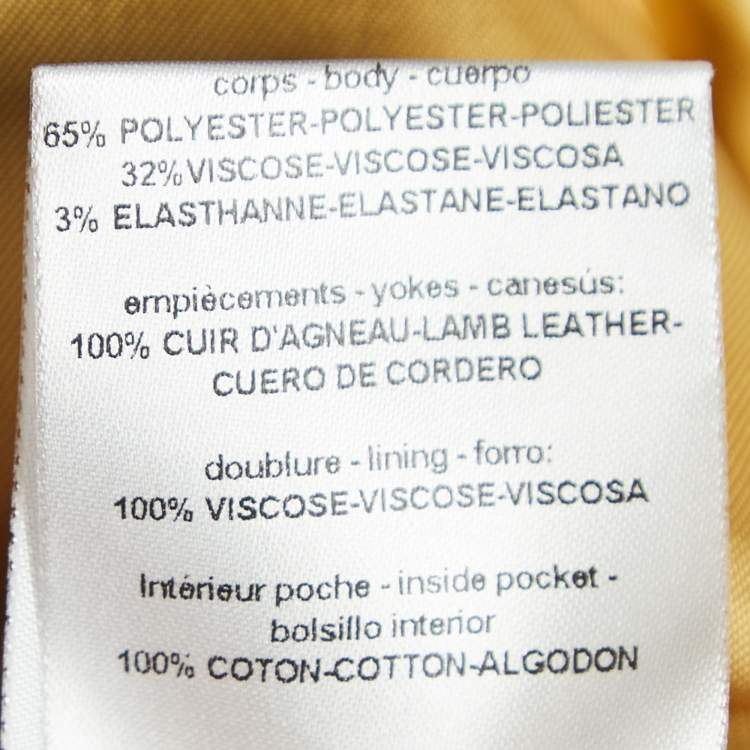 corps - body - cuerpo
65% POLYESTER-POLYESTER-POLIESTER
32% VISCOSE-VISCOSE-VISCOSA
3% ELASTHANNE-ELASTANE-ELASTANO
empiècements - yokes - canesús:
100% CUIR D'AGNEAU-LAMB LEATHER-
CUERO DE CORDERO
doublure - lining - forro:
100% VISCOSE-VISCOSE-VISCOSA
Intérieur poche - inside pocket -
bolsillo interior
100% COTON-COTTON-ALGODON